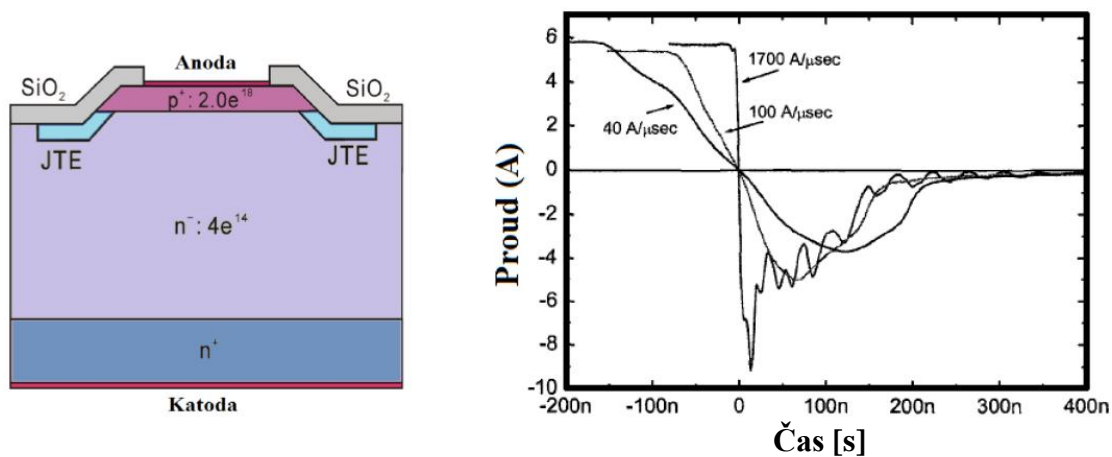 Anoda
SiO₂
SiO₂
p⁺: 2.0e¹⁸
JTE
JTE
n⁻: 4e¹⁴
n⁺
Katoda
Proud (A)
6
4
2
0
-2
-4
-6
-8
-10
1700 A/μsec
100 A/μsec
40 A/μsec
-200n -100n 0 100n 200n 300n 400n
Čas [s]